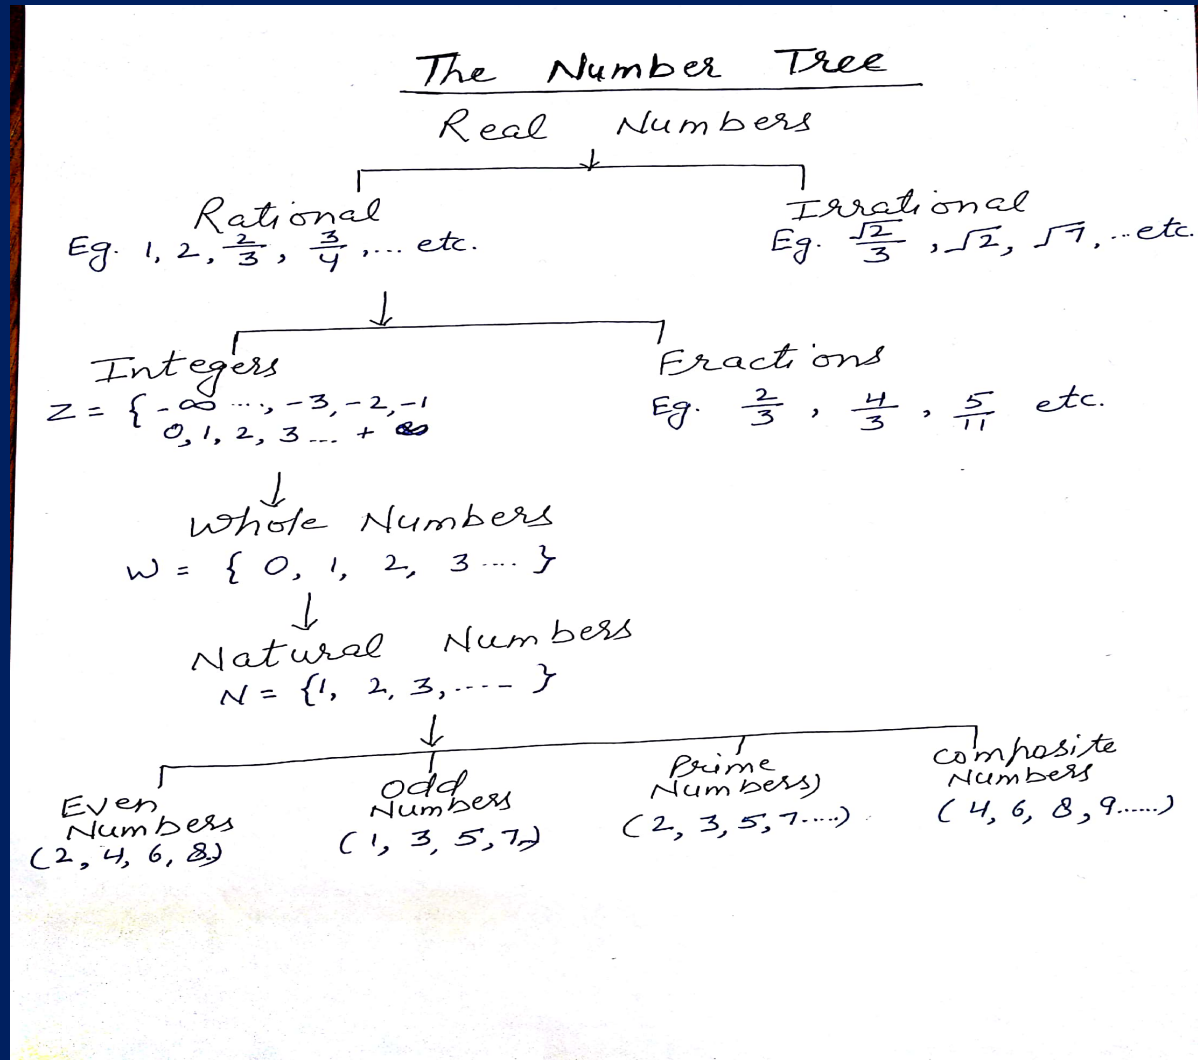 The Number Tree
Real Numbers
Rational
Eg. 1, 2, 2/3, 3/4, ... etc.
Irrational
Eg. √2/3, √2, √7, ... etc.
Integers
Z = { -∞ ..., -3, -2, -1
0, 1, 2, 3 ... + ∞
Fractions
Eg. 2/3, 4/3, 5/11 etc.
Whole Numbers
W = { 0, 1, 2, 3 .... }
Natural Numbers
N = {1, 2, 3, ..... }
Even
Numbers
(2, 4, 6, 8.)
Odd
Numbers
(1, 3, 5, 7,)
Prime
Numbers)
(2, 3, 5, 7.....)
Composite
Numbers
(4, 6, 8, 9......)